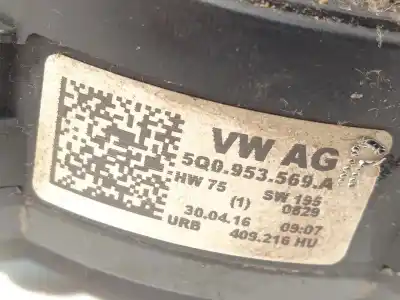 VW AG
5Q0.953.569.A
HW 75 SW 195
(1) 0829
30.04.16 09:07
URB 409.216 HU